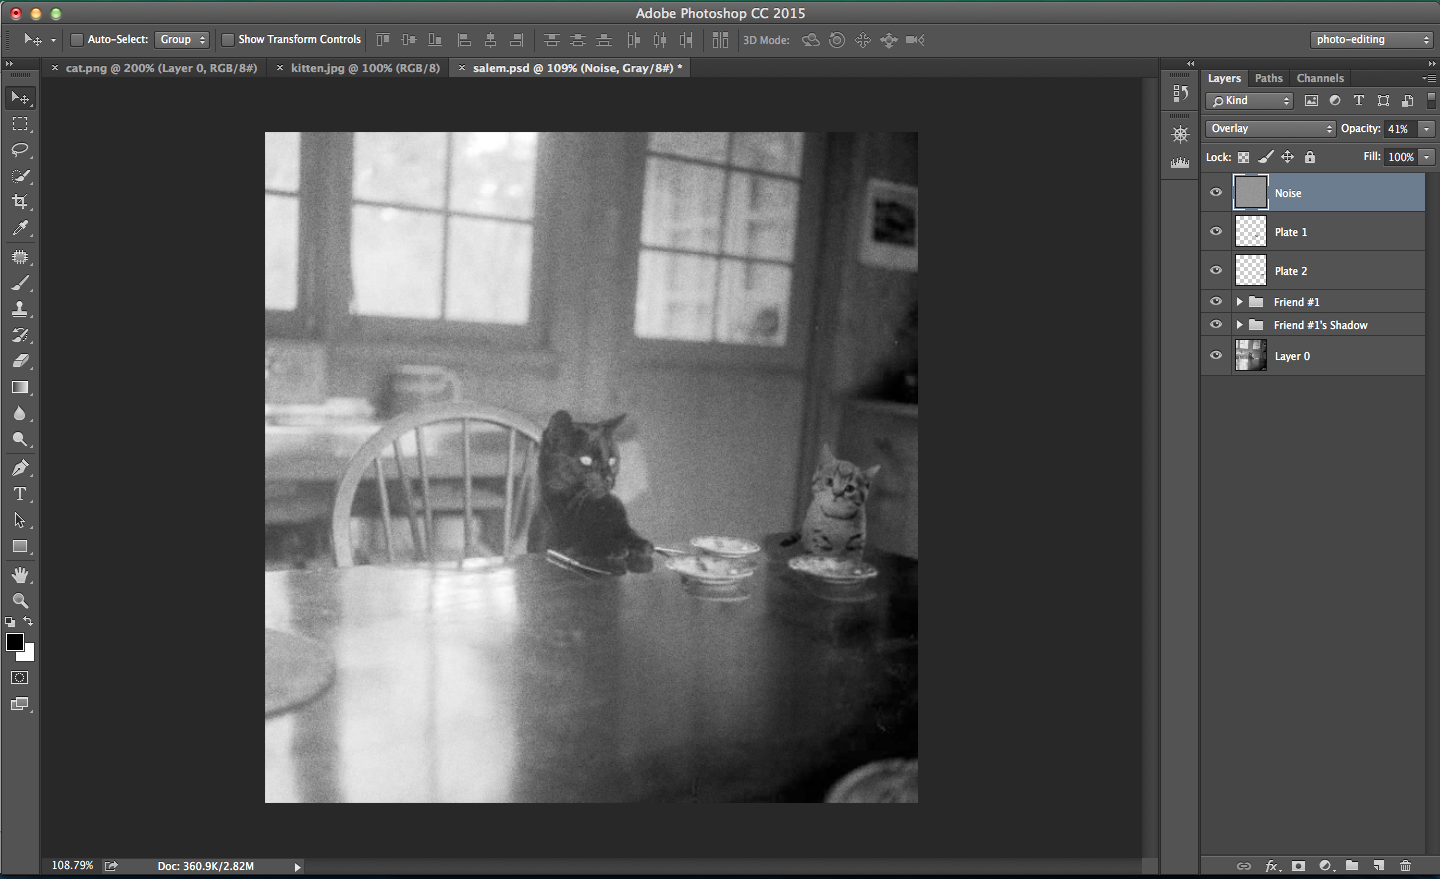 Adobe Photoshop CC 2015
Auto-Select: Group Show Transform Controls 3D Mode: photo-editing
cat.png @ 200% (Layer 0, RGB/8#) kitten.jpg @ 100% (RGB/8) salem.psd @ 109% (Noise, Gray/8#) *
Layers Paths Channels
Kind
Overlay Opacity: 41%
Lock: Fill: 100%
Noise
Plate 1
Plate 2
Friend #1
Friend #1's Shadow
Layer 0
108.79% Doc: 360.9K/2.82M